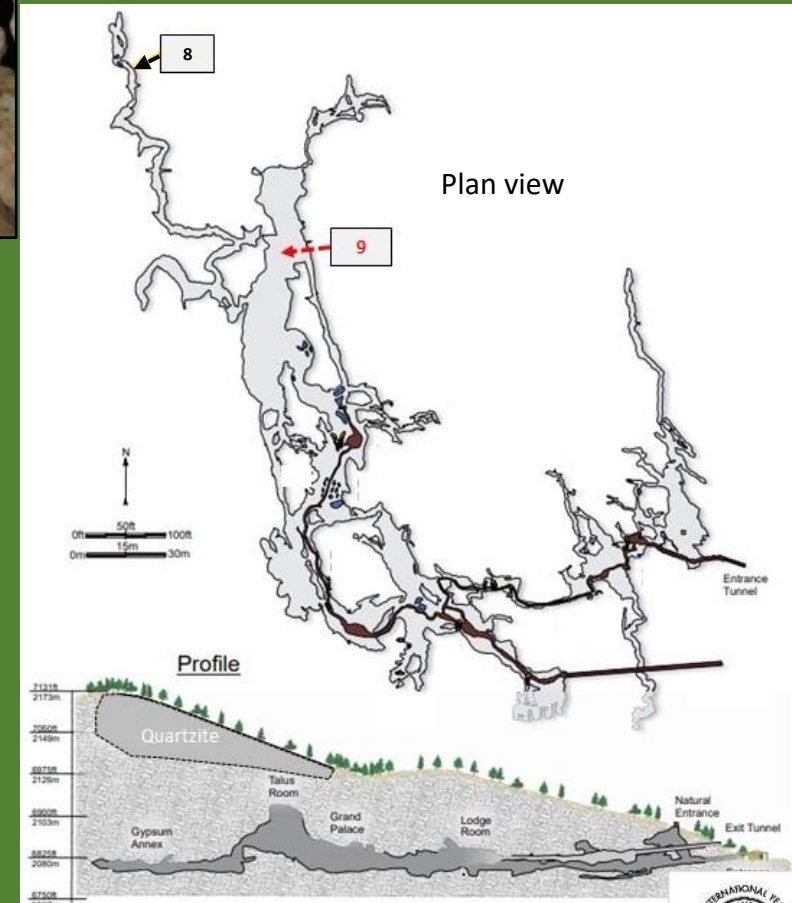 8
Plan view
9
N
50ft
0ft 100ft
15m
0m 30m
Entrance
Tunnel
Profile
7131ft
2173m
Quartzite
7050ft
2149m
6975ft
2126m
Talus
Room
6900ft
2103m
Grand
Palace
Lodge
Room
Natural
Entrance
Gypsum
Annex
Exit Tunnel
6825ft
2080m
6750ft